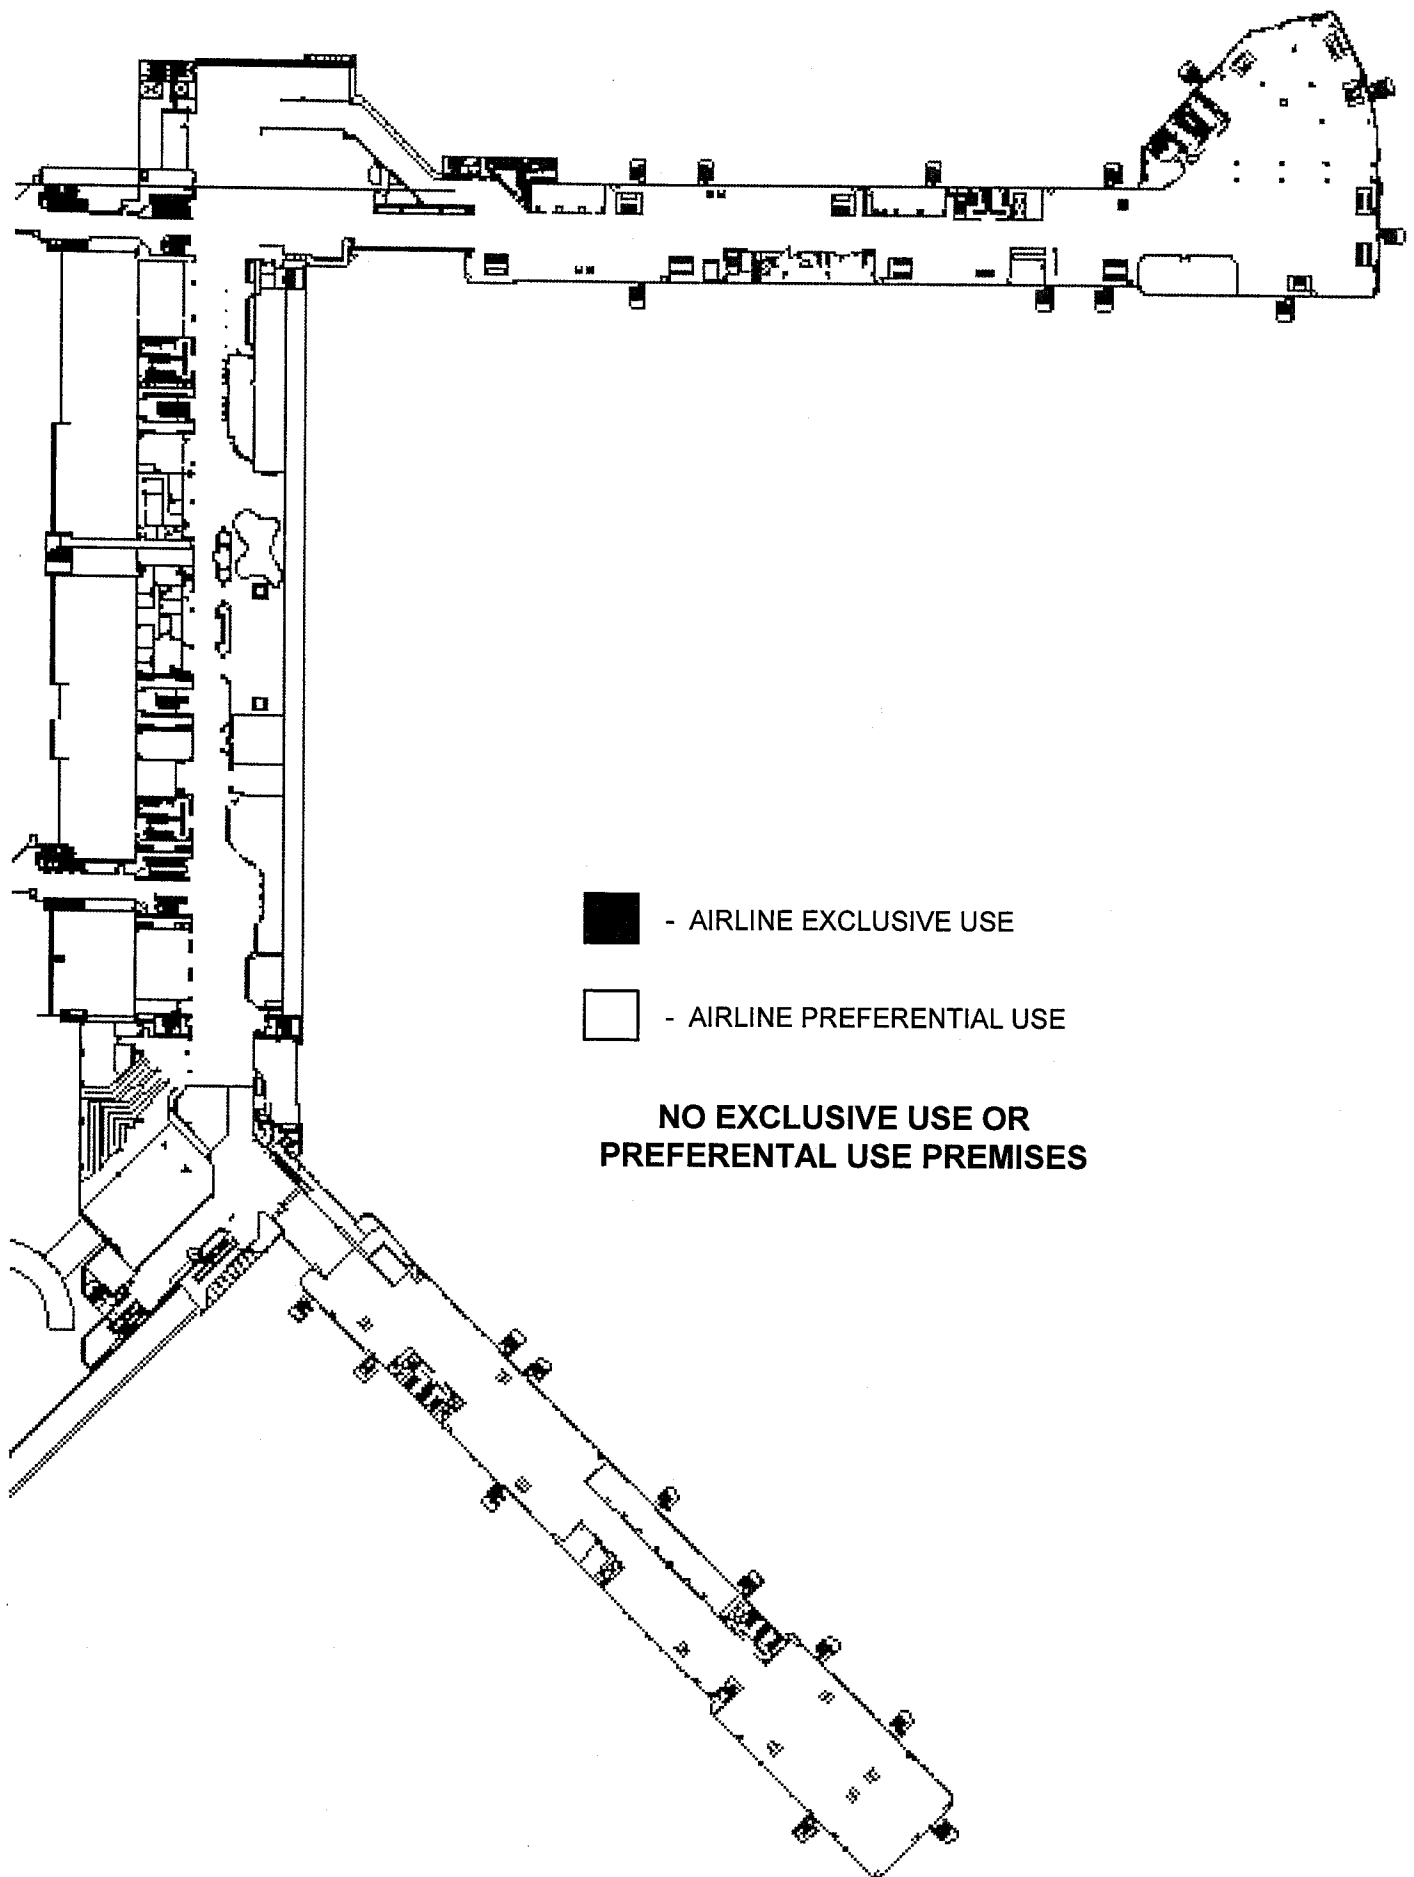 - AIRLINE EXCLUSIVE USE
- AIRLINE PREFERENTIAL USE
NO EXCLUSIVE USE OR
PREFERENTAL USE PREMISES